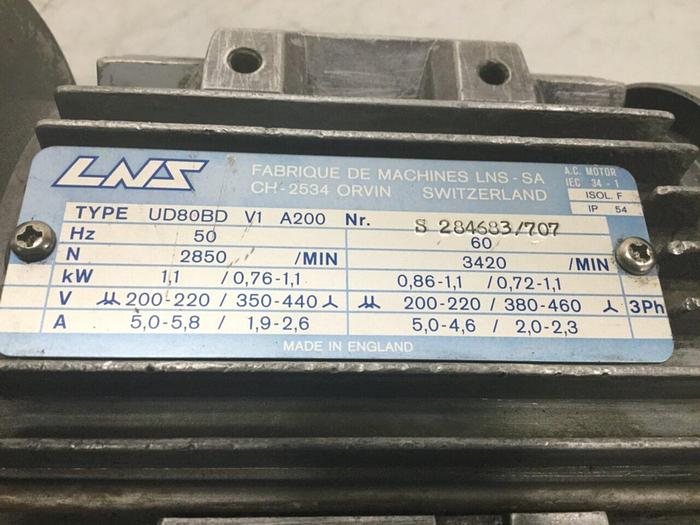 LNS
FABRIQUE DE MACHINES LNS - SA
CH - 2534 ORVIN SWITZERLAND
A.C. MOTOR
IEC 34 - 1
ISOL. F
IP 54
TYPE UD80BD V1 A200 Nr. S 284683/707
Hz 50 60
N 2850 /MIN 3420 /MIN
kW 1,1 / 0,76-1,1 0,86-1,1 / 0,72-1,1
V 200-220 / 350-440 200-220 / 380-460 3Ph
A 5,0-5,8 / 1,9-2,6 5,0-4,6 / 2,0-2,3
MADE IN ENGLAND